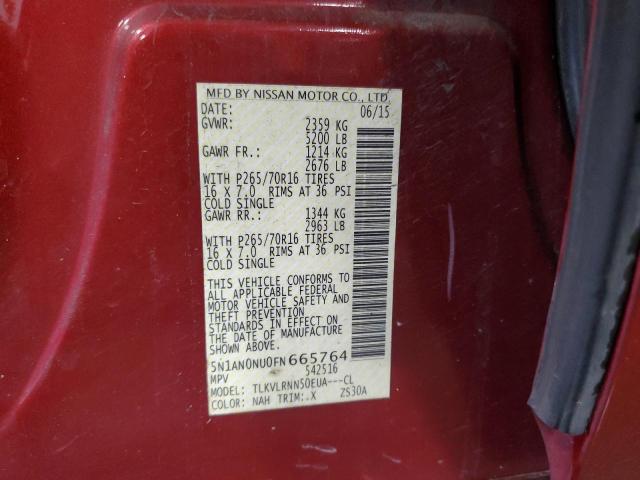 MFD BY NISSAN MOTOR CO., LTD.
DATE: 06/15
GVWR: 2359 KG
5200 LB
GAWR FR.: 1214 KG
2676 LB
WITH P265/70R16 TIRES
16 X 7.0 RIMS AT 36 PSI
COLD SINGLE
GAWR RR.: 1344 KG
2963 LB
WITH P265/70R16 TIRES
16 X 7.0 RIMS AT 36 PSI
COLD SINGLE
THIS VEHICLE CONFORMS TO
ALL APPLICABLE FEDERAL
MOTOR VEHICLE SAFETY AND
THEFT PREVENTION
STANDARDS IN EFFECT ON
THE DATE OF MANUFACTURE
SHOWN ABOVE.
5N1AN0NU0FN665764
MPV 542516
MODEL: TLKVLRNN50EUA---CL
COLOR: NAH TRIM: X ZS30A